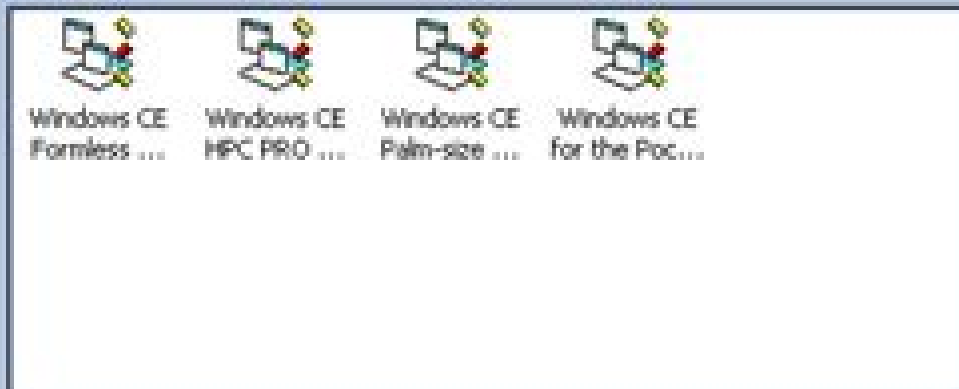 Windows CE
Formless ...
Windows CE
HPC PRO ...
Windows CE
Palm-size ...
Windows CE
for the Poc...